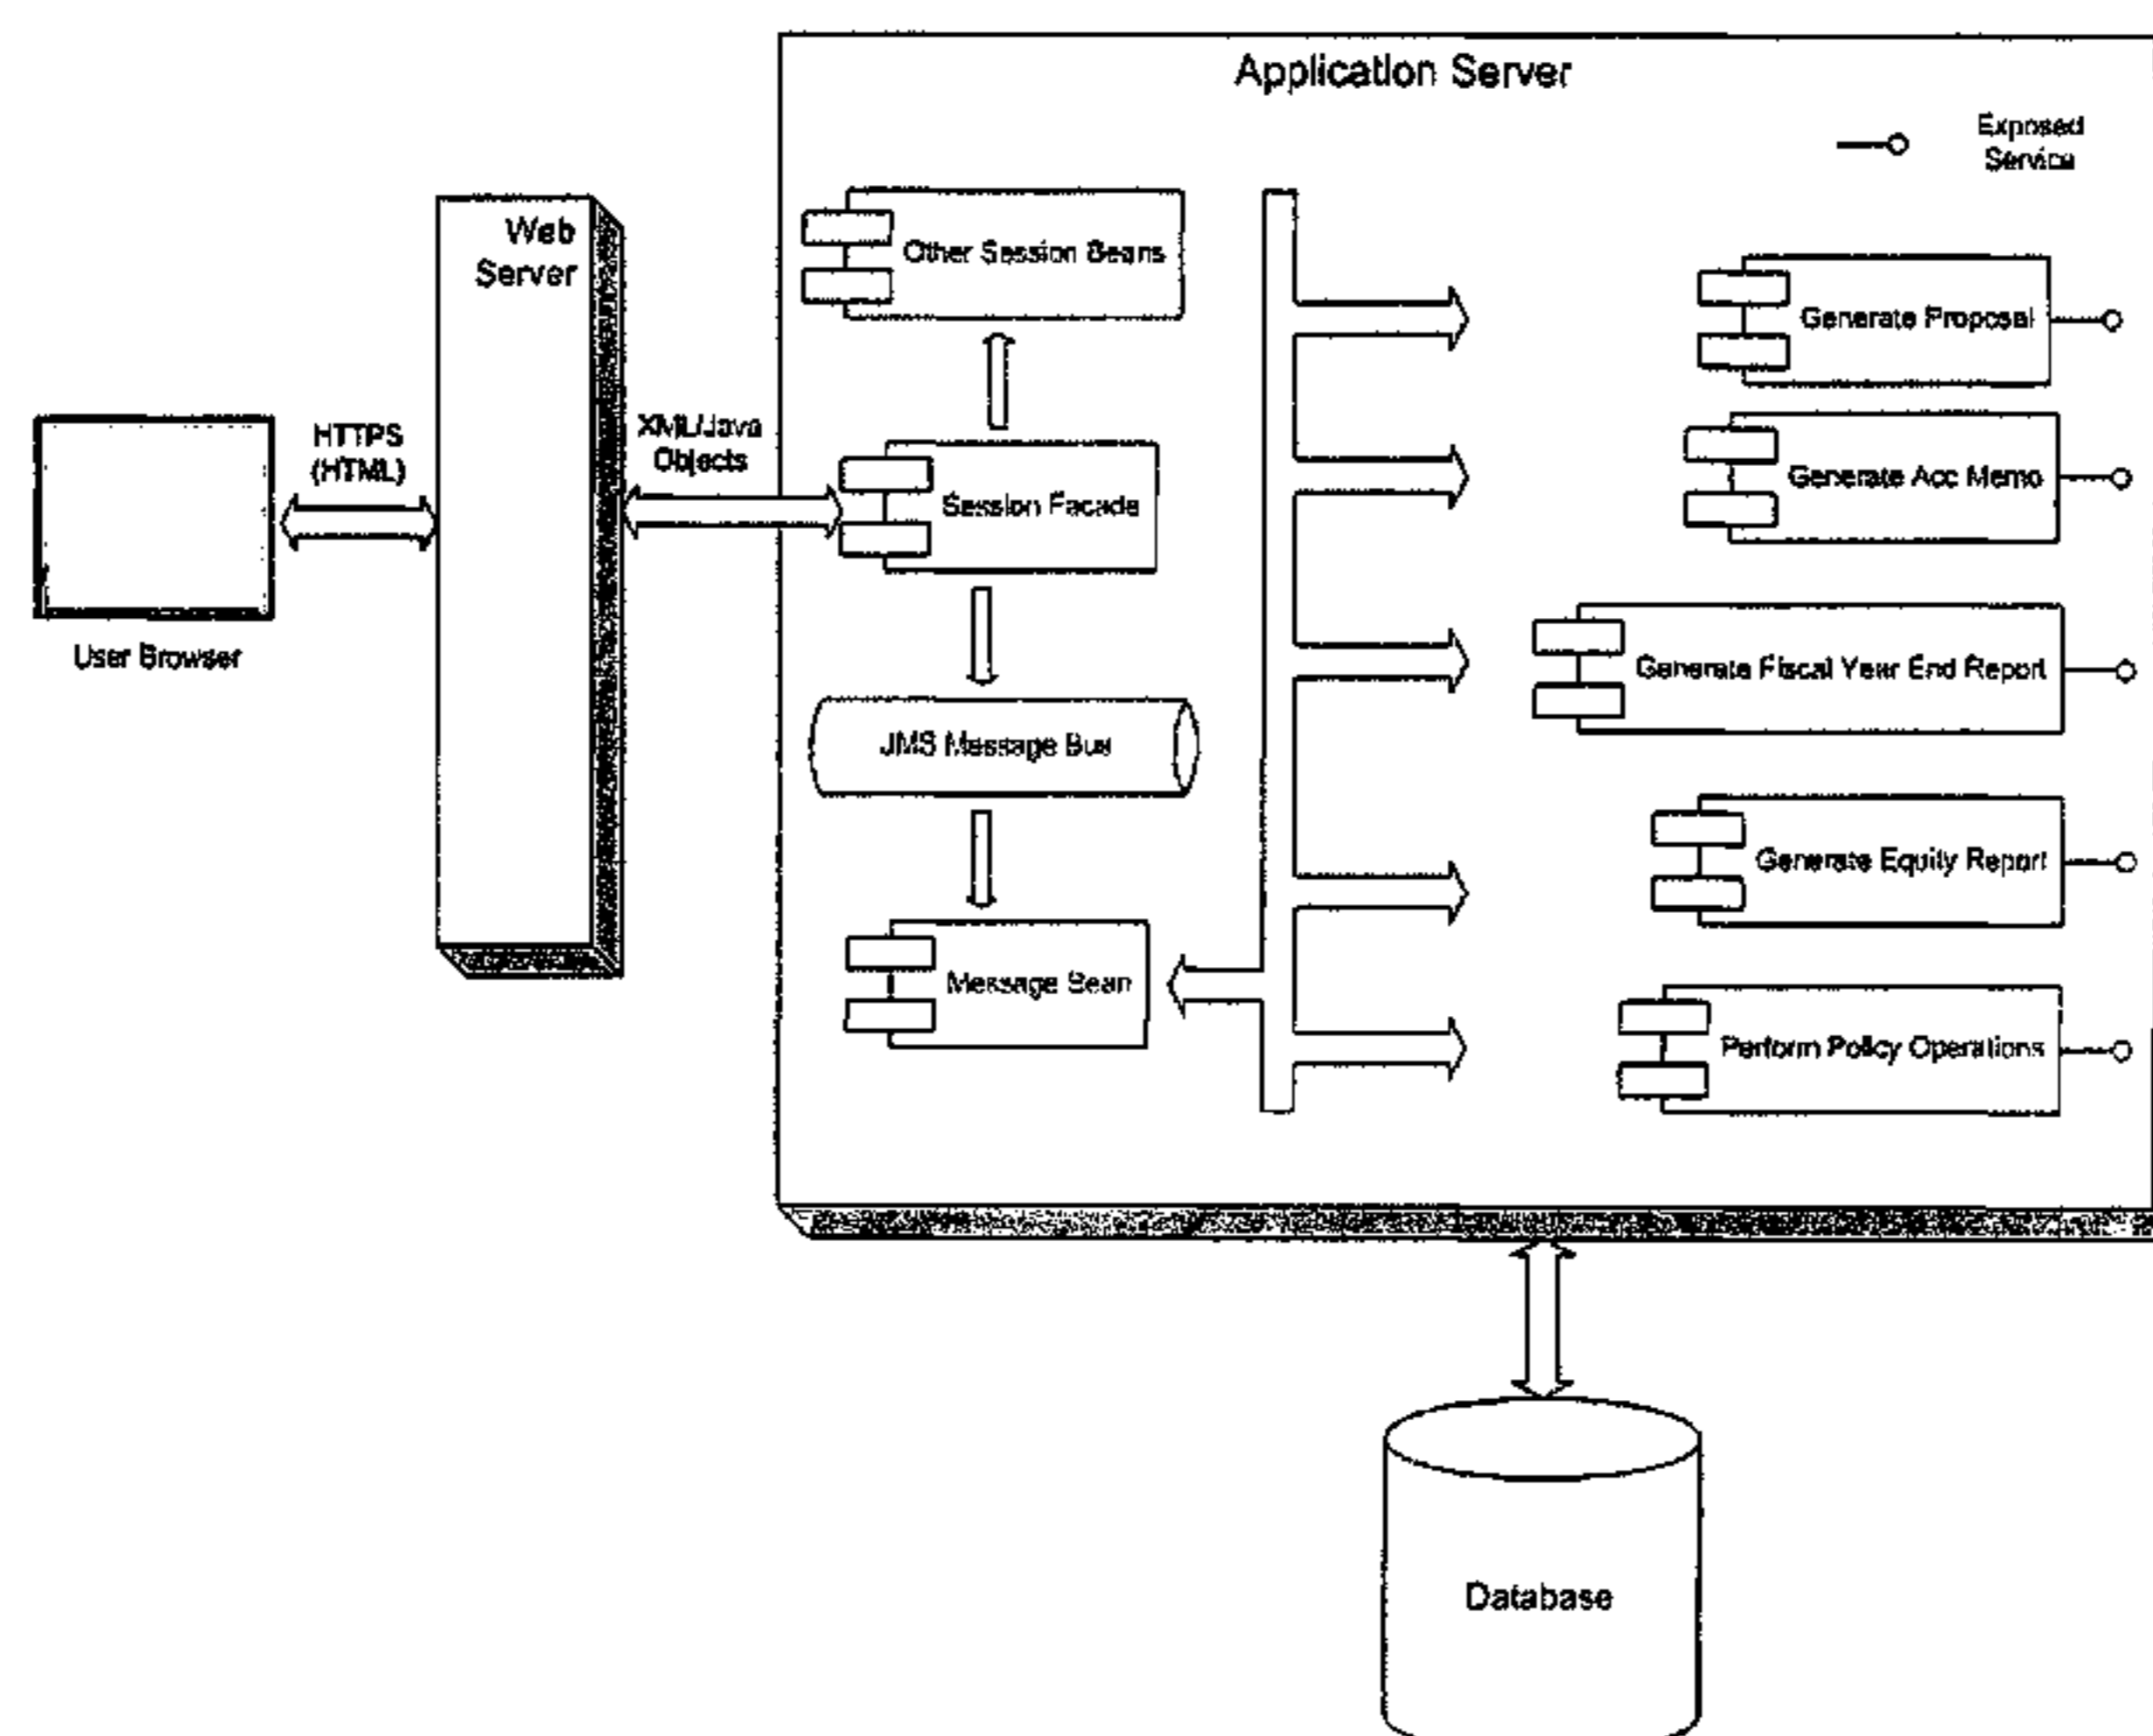 Application Server
Exposed
Service
Web
Server
Other Session Beans
Generate Proposal
HTTPS
(HTML)
XML/Java
Objects
Generate Acc Memo
Session Facade
User Browser
Generate Fiscal Year End Report
JMS Message Bus
Generate Equity Report
Message Bean
Perform Policy Operations
Database